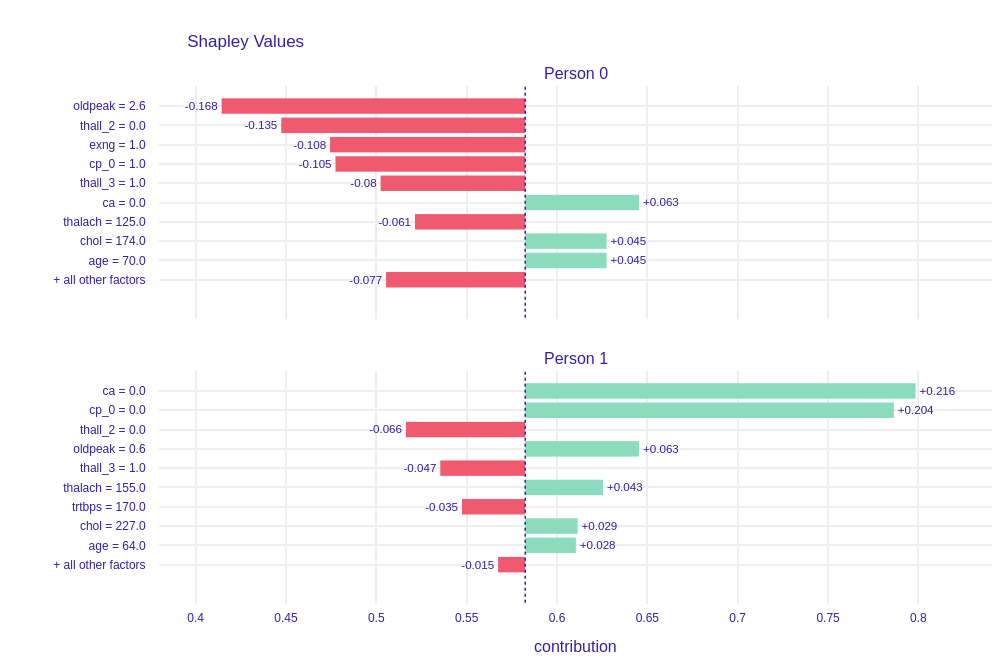 Shapley Values
Person 0
oldpeak = 2.6 -0.168
thall_2 = 0.0 -0.135
exng = 1.0 -0.108
cp_0 = 1.0 -0.105
thall_3 = 1.0 -0.08
ca = 0.0 +0.063
thalach = 125.0 -0.061
chol = 174.0 +0.045
age = 70.0 +0.045
+ all other factors -0.077
Person 1
ca = 0.0 +0.216
cp_0 = 0.0 +0.204
thall_2 = 0.0 -0.066
oldpeak = 0.6 +0.063
thall_3 = 1.0 -0.047
thalach = 155.0 +0.043
trtbps = 170.0 -0.035
chol = 227.0 +0.029
age = 64.0 +0.028
+ all other factors -0.015
0.4 0.45 0.5 0.55 0.6 0.65 0.7 0.75 0.8
contribution